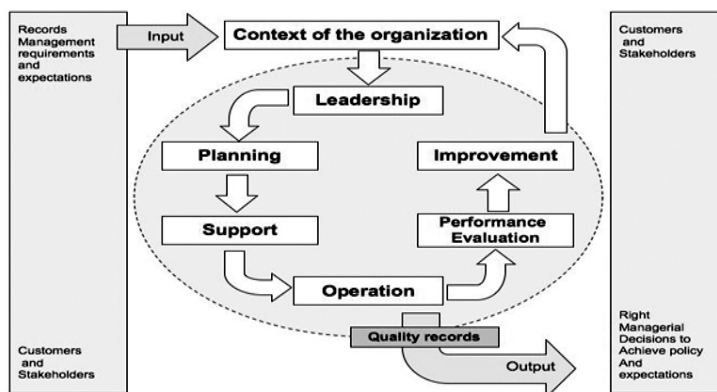 Records
Management
requirements
and
expectations
Input
Context of the organization
Customers
and
Stakeholders
Leadership
Planning
Improvement
Support
Performance
Evaluation
Operation
Quality records
Output
Customers
and
Stakeholders
Right
Managerial
Decisions to
Achieve policy
And
expectations